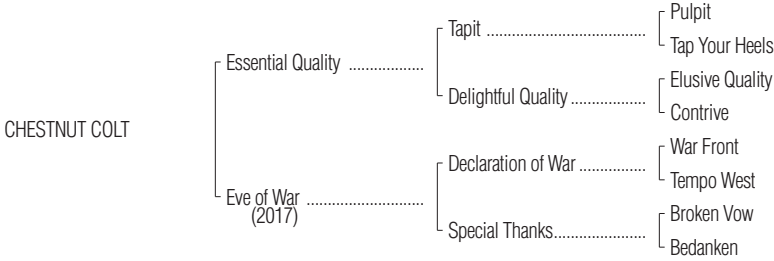 Pulpit
Tapit ......................................
Tap Your Heels
Essential Quality ..................
Elusive Quality
Delightful Quality..................
Contrive
CHESTNUT COLT
War Front
Declaration of War ................
Tempo West
Eve of War ............................
(2017)
Broken Vow
Special Thanks......................
Bedanken